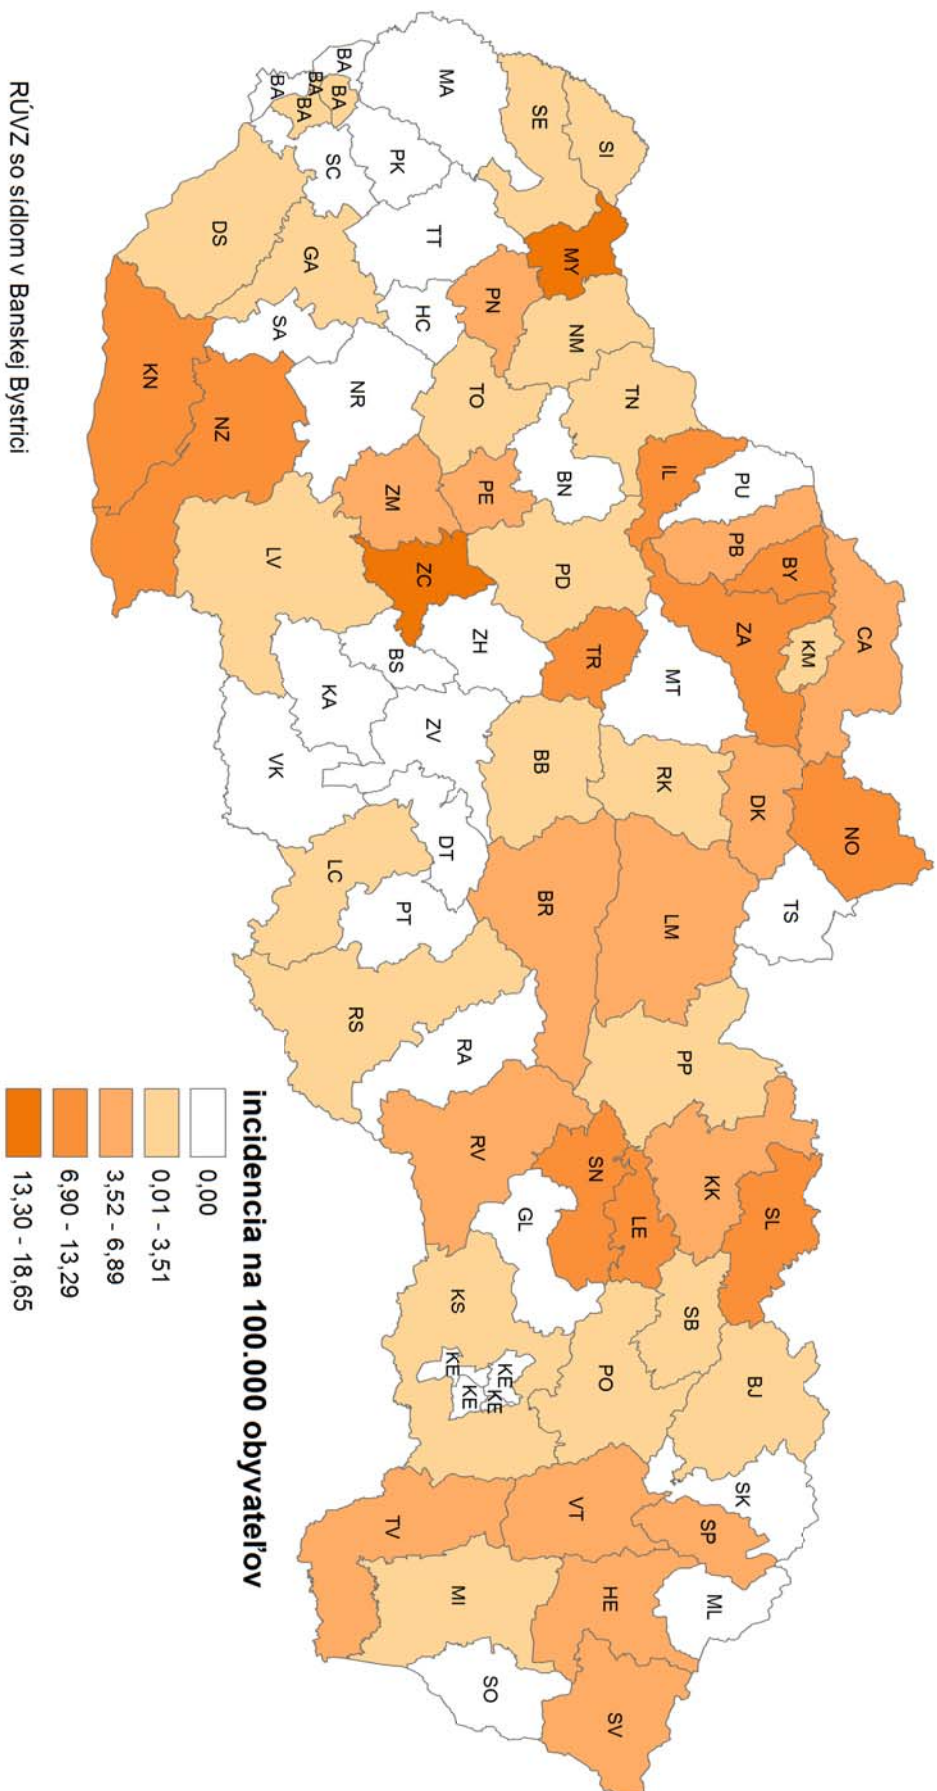 MA
SE
SI
BA
BA
BA
BA
BA
PK
SC
TT
MY
DS
GA
PN
HC
NM
SA
KN
NZ
NR
TO
TN
BN
IL
PU
ZM
PE
PB
BY
LV
ZC
PD
ZA
KM
CA
BS
ZH
TR
MT
KA
ZV
VK
BB
RK
DK
NO
DT
LC
PT
BR
LM
TS
RS
RA
PP
RV
SN
LE
KK
SL
GL
KS
SB
PO
BJ
KE
KE
KE
KE
SK
TV
VT
SP
MI
HE
ML
SO
SV
incidencia na 100.000 obyvateľov
0,00
0,01 - 3,51
3,52 - 6,89
6,90 - 13,29
13,30 - 18,65
RÚVZ so sídlom v Banskej Bystrici